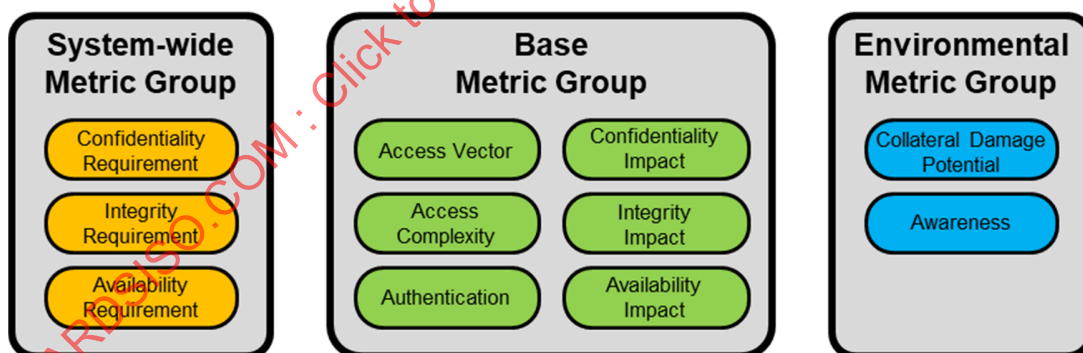 System-wide
Metric Group
Confidentiality
Requirement
Integrity
Requirement
Availability
Requirement
Base
Metric Group
Access Vector
Confidentiality
Impact
Access
Complexity
Integrity
Impact
Authentication
Availability
Impact
Environmental
Metric Group
Collateral Damage
Potential
Awareness
ARDSISO.COM : Click to